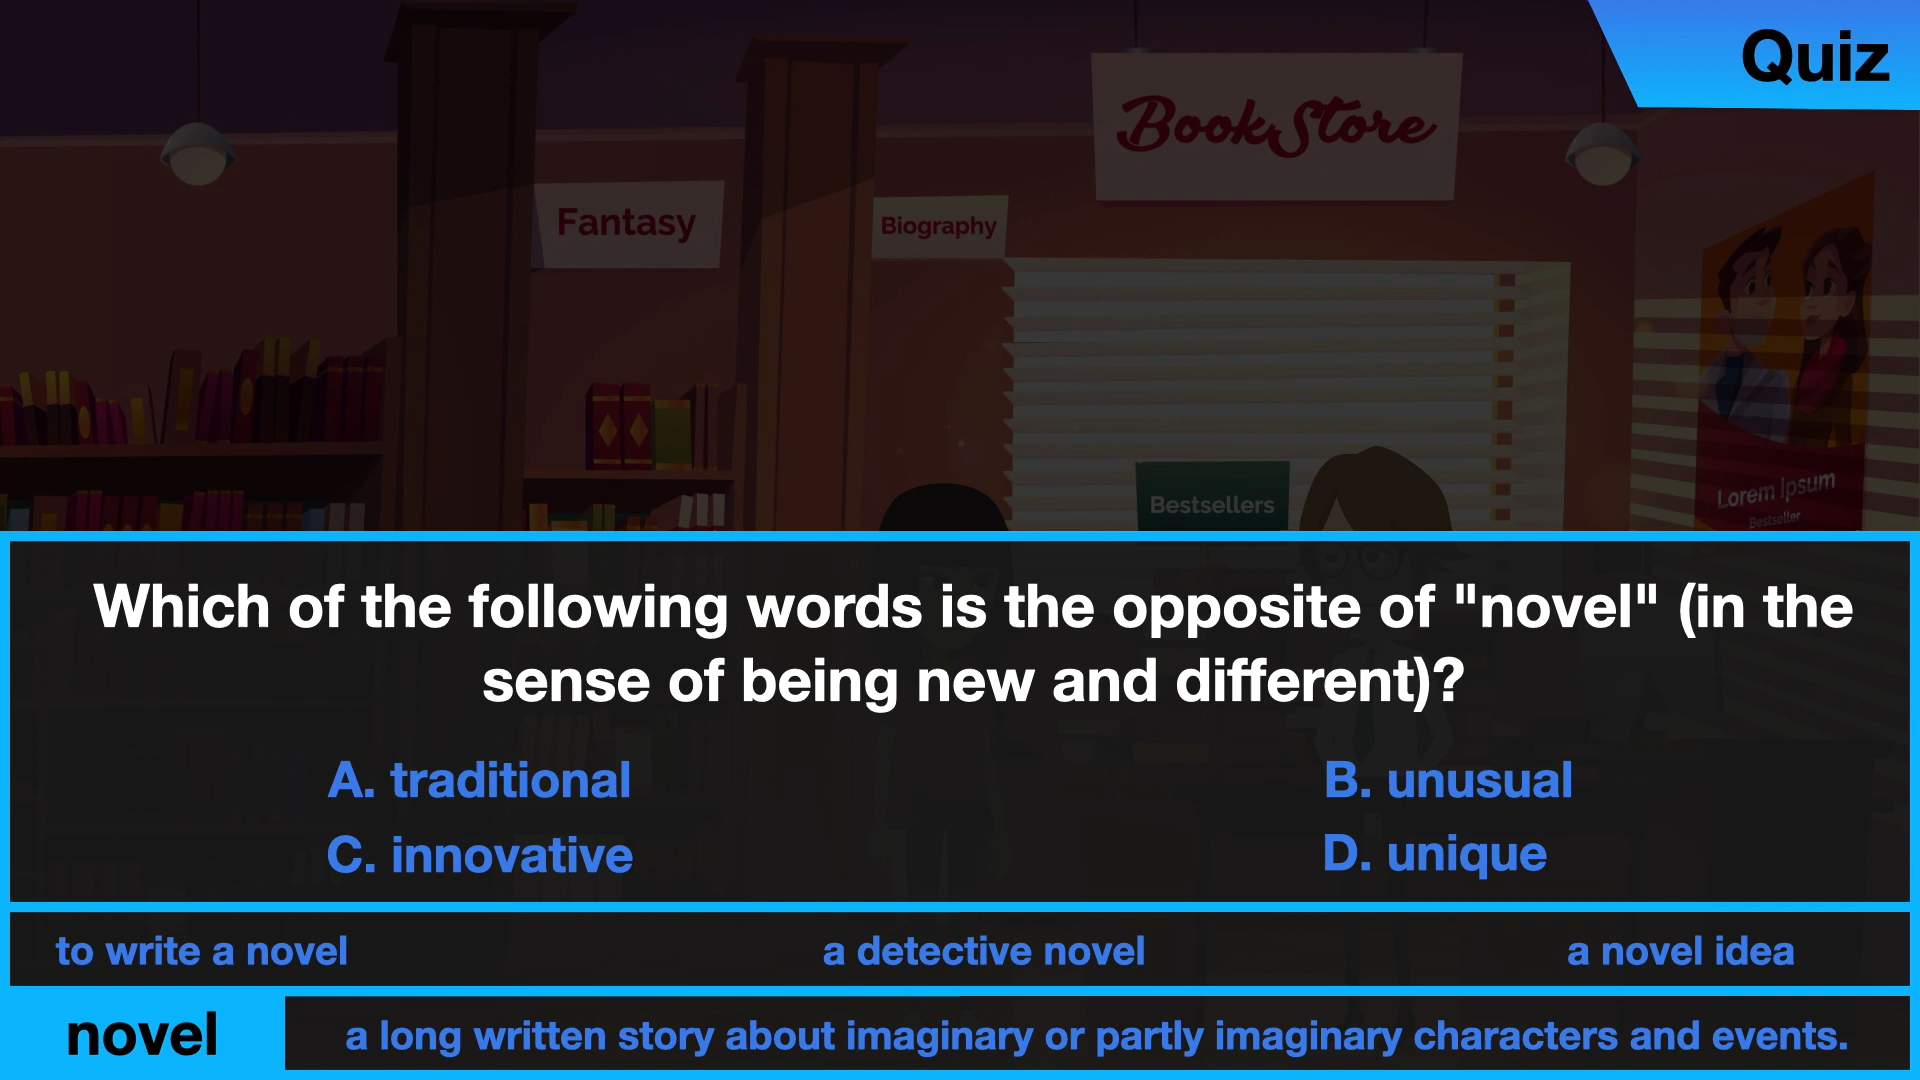 Quiz
Book Store
Fantasy
Biography
Bestsellers
Lorem Ipsum
Bestseller
Which of the following words is the opposite of "novel" (in the
sense of being new and different)?
A. traditional
B. unusual
C. innovative
D. unique
to write a novel
a detective novel
a novel idea
novel
a long written story about imaginary or partly imaginary characters and events.